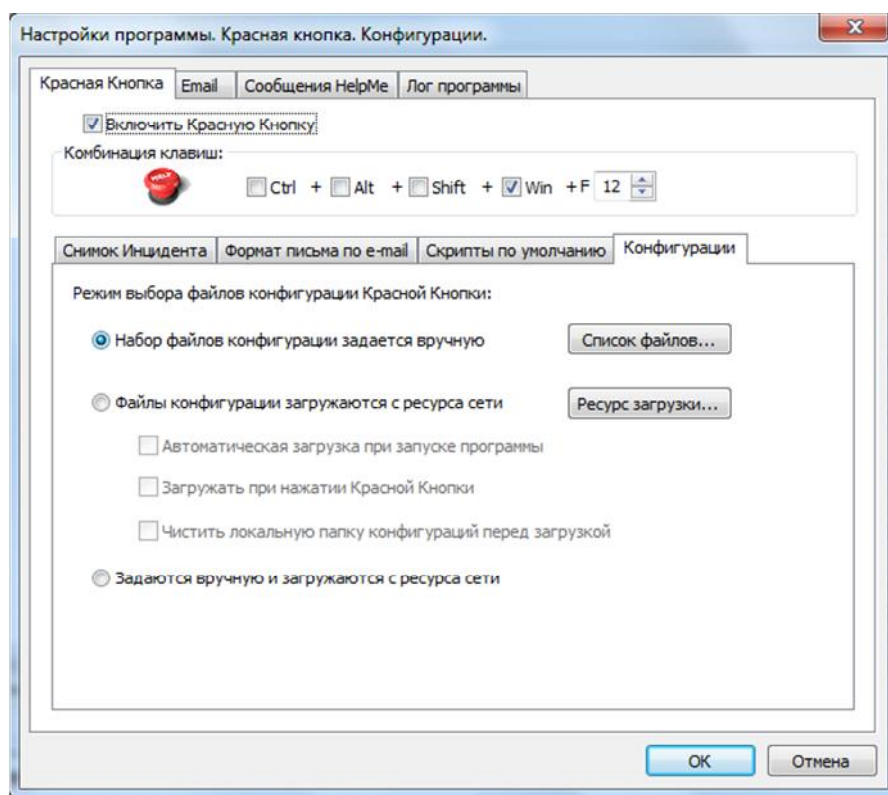 Настройки программы. Красная кнопка. Конфигурации.
Красная Кнопка Email Сообщения HelpMe Лог программы
Включить Красную Кнопку
Комбинация клавиш:
HELP Ctrl + Alt + Shift + Win + F 12
Снимок Инцидента Формат письма по e-mail Скрипты по умолчанию Конфигурации
Режим выбора файлов конфигурации Красной Кнопки:
Набор файлов конфигурации задается вручную Список файлов...
Файлы конфигурации загружаются с ресурса сети Ресурс загрузки...
Автоматическая загрузка при запуске программы
Загружать при нажатии Красной Кнопки
Чистить локальную папку конфигураций перед загрузкой
Задаются вручную и загружаются с ресурса сети
OK Отмена